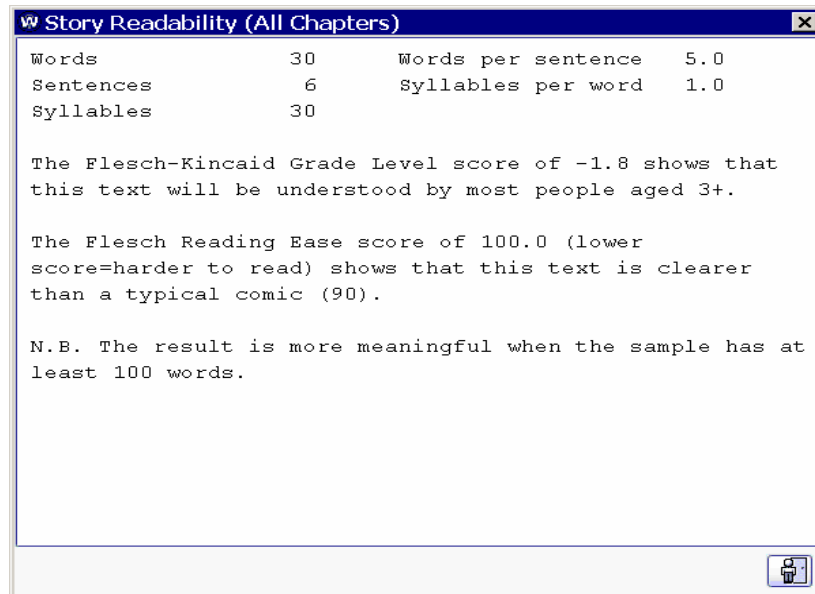 W Story Readability (All Chapters)
Words 30 Words per sentence 5.0
Sentences 6 Syllables per word 1.0
Syllables 30
The Flesch-Kincaid Grade Level score of -1.8 shows that
this text will be understood by most people aged 3+.
The Flesch Reading Ease score of 100.0 (lower
score=harder to read) shows that this text is clearer
than a typical comic (90).
N.B. The result is more meaningful when the sample has at
least 100 words.